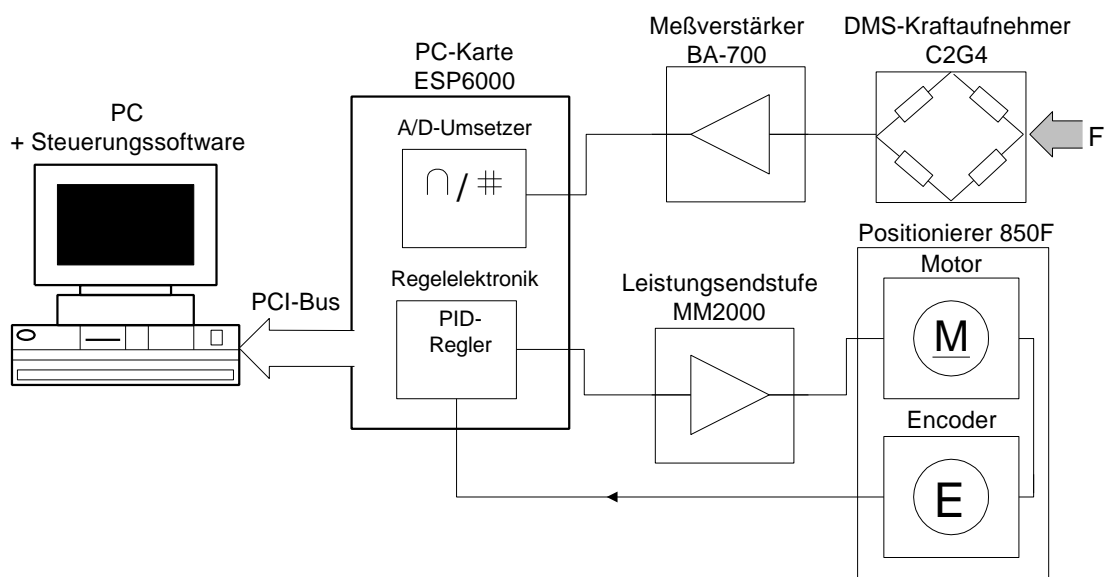 PC
+ Steuerungssoftware
PCI-Bus
PC-Karte
ESP6000
A/D-Umsetzer
∩/#
Regelelektronik
PID-
Regler
Meßverstärker
BA-700
DMS-Kraftaufnehmer
C2G4
F
Leistungsendstufe
MM2000
Positionierer 850F
Motor
M
Encoder
E